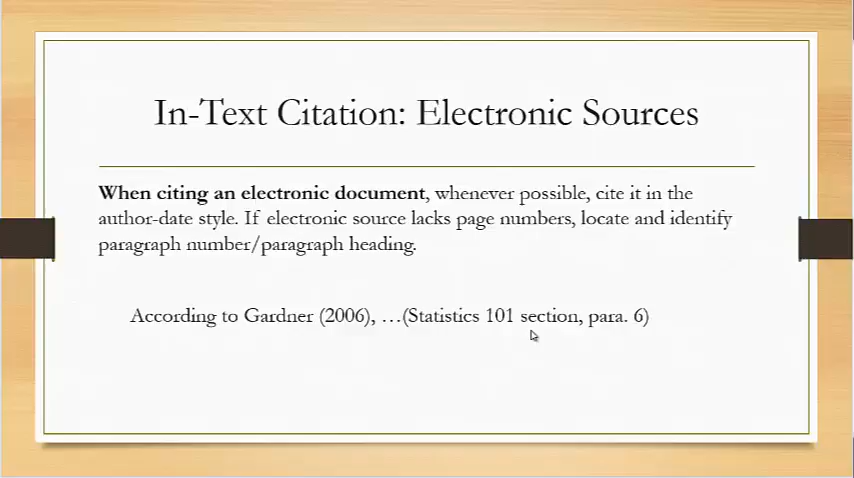 In-Text Citation: Electronic Sources
When citing an electronic document, whenever possible, cite it in the
author-date style. If electronic source lacks page numbers, locate and identify
paragraph number/paragraph heading.
According to Gardner (2006), …(Statistics 101 section, para. 6)